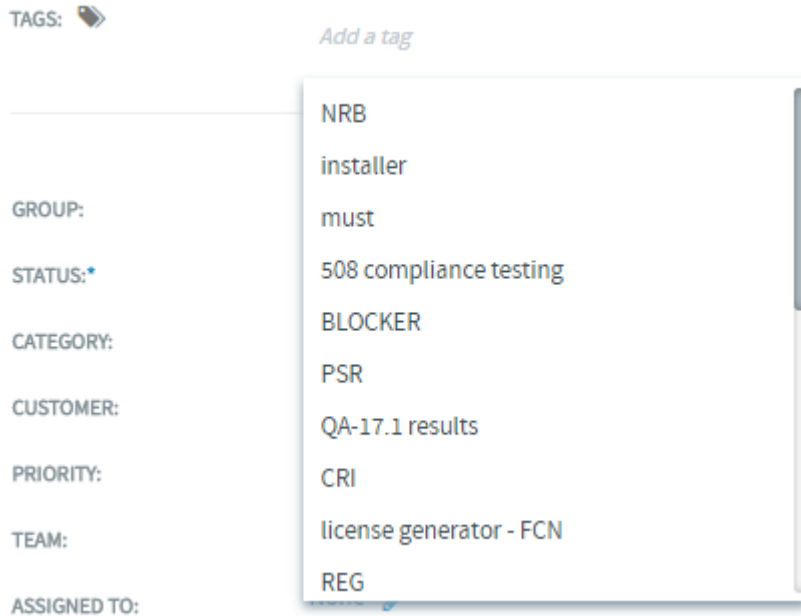 TAGS:
Add a tag
NRB
installer
must
508 compliance testing
BLOCKER
PSR
QA-17.1 results
CRI
license generator - FCN
REG
GROUP:
STATUS:*
CATEGORY:
CUSTOMER:
PRIORITY:
TEAM:
ASSIGNED TO: